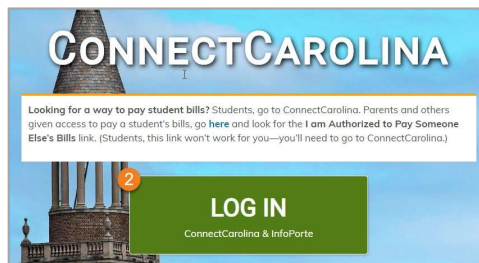 CONNECTCAROLINA
Looking for a way to pay student bills? Students, go to ConnectCarolina. Parents and others
given access to pay a student's bills, go here and look for the I am Authorized to Pay Someone
Else's Bills link. (Students, this link won't work for you—you'll need to go to ConnectCarolina.)
2
LOG IN
ConnectCarolina & InfoPorte